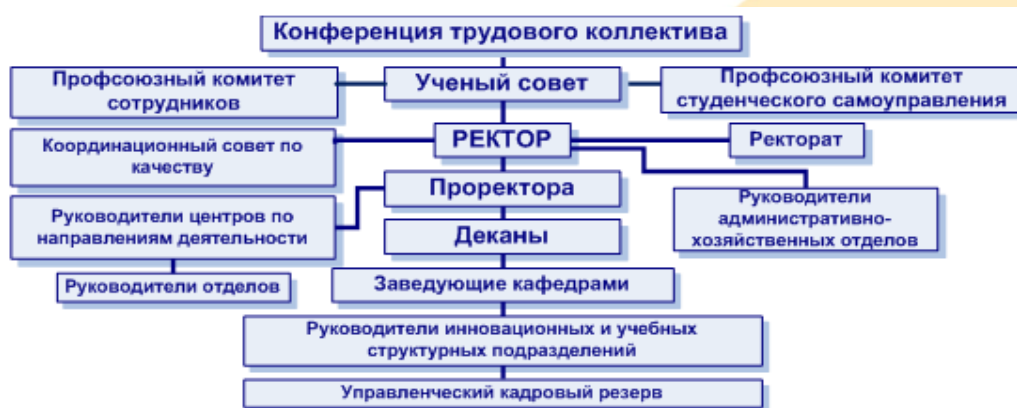 Конференция трудового коллектива
Профсоюзный комитет
сотрудников
Ученый совет
Профсоюзный комитет
студенческого самоуправления
Координационный совет по
качеству
РЕКТОР
Ректорат
Проректора
Руководители
административно-
хозяйственных отделов
Руководители центров по
направлениям деятельности
Деканы
Руководители отделов
Заведующие кафедрами
Руководители инновационных и учебных
структурных подразделений
Управленческий кадровый резерв